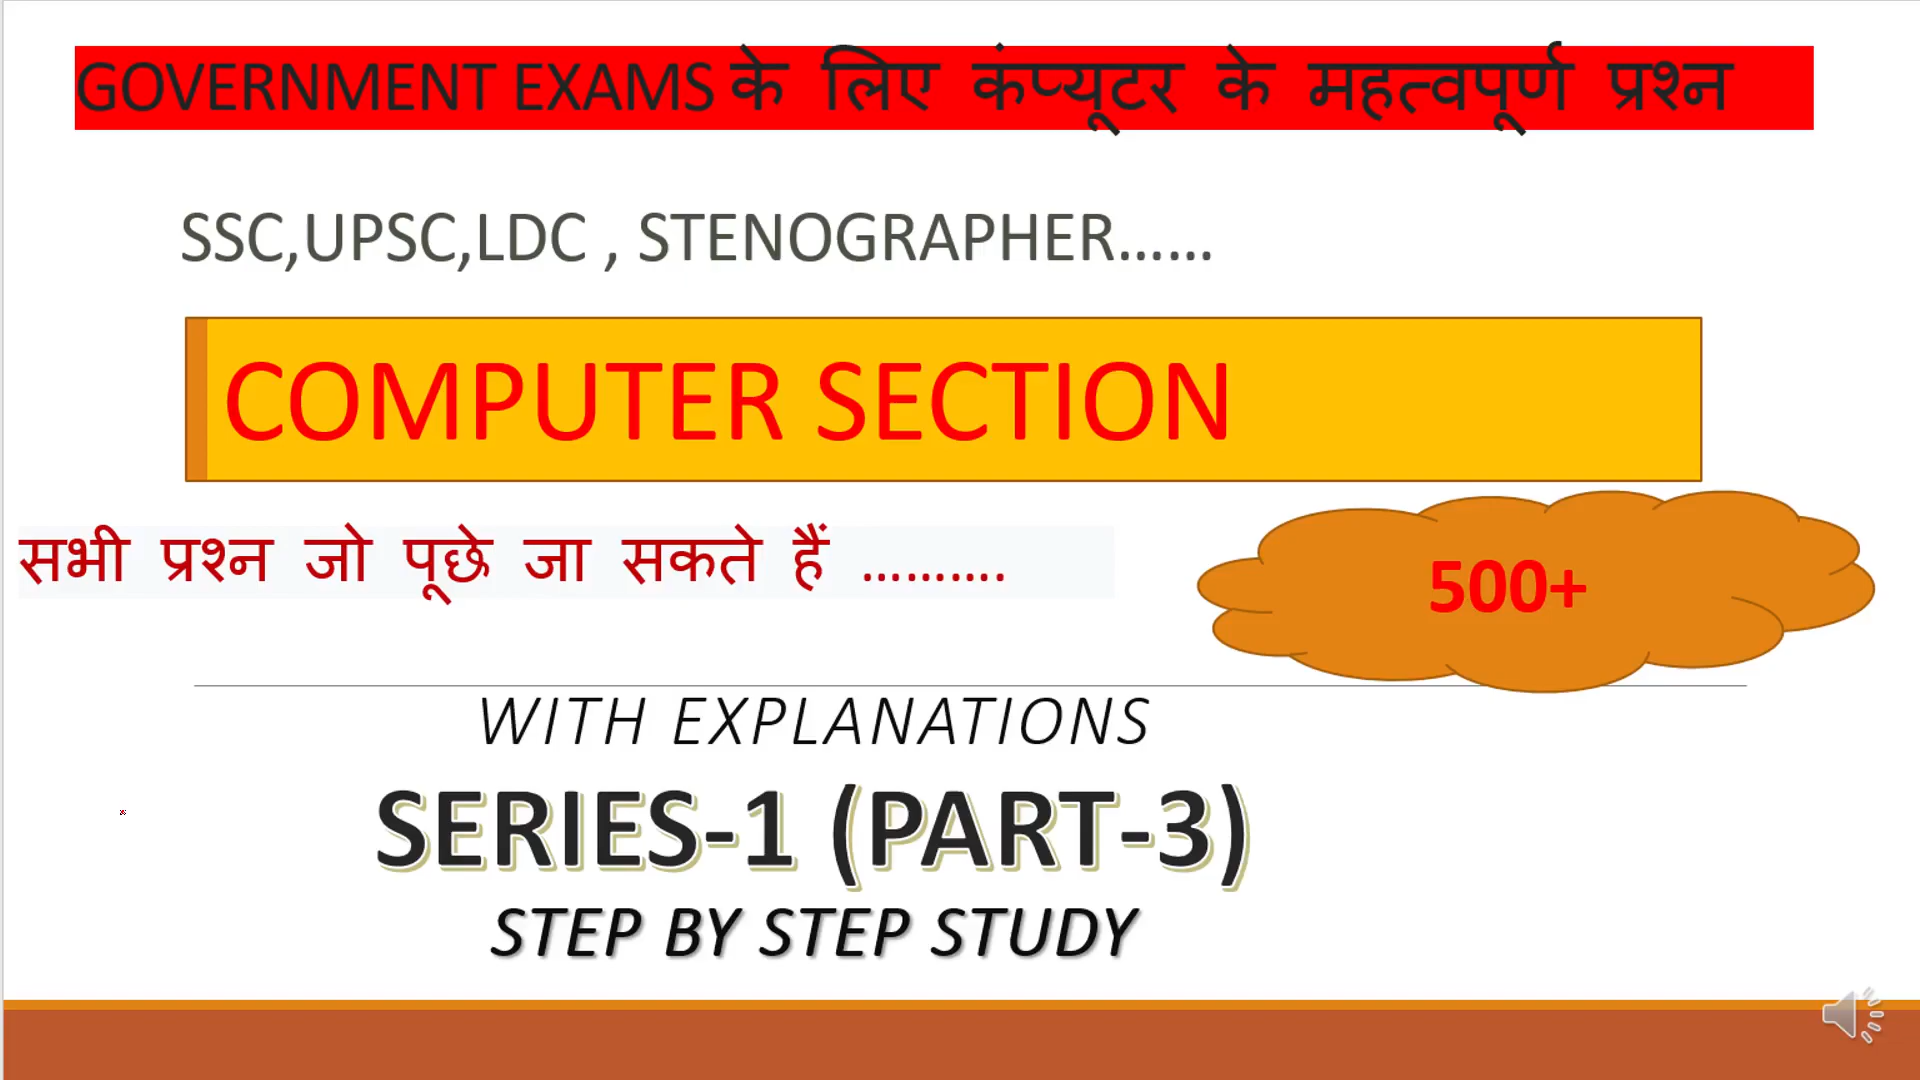 GOVERNMENT EXAMS के लिए कंप्यूटर के महत्वपूर्ण प्रश्न
SSC,UPSC,LDC , STENOGRAPHER......
COMPUTER SECTION
सभी प्रश्न जो पूछे जा सकते हैं ..........
500+
WITH EXPLANATIONS
SERIES-1 (PART-3)
STEP BY STEP STUDY